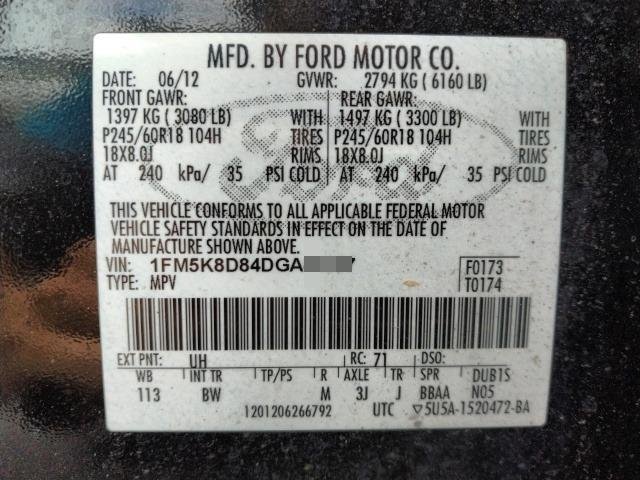 MFD. BY FORD MOTOR CO.
DATE: 06/12 GVWR: 2794 KG ( 6160 LB)
FRONT GAWR: REAR GAWR:
1397 KG ( 3080 LB) WITH 1497 KG ( 3300 LB) WITH
P245/60R18 104H TIRES P245/60R18 104H TIRES
18X8.0J RIMS 18X8.0J RIMS
AT 240 kPa/ 35 PSI COLD AT 240 kPa/ 35 PSI COLD
Ford
THIS VEHICLE CONFORMS TO ALL APPLICABLE FEDERAL MOTOR
VEHICLE SAFETY STANDARDS IN EFFECT ON THE DATE OF
MANUFACTURE SHOWN ABOVE.
VIN: 1FM5K8D84DGA 7 F0173
TYPE: MPV T0174
EXT PNT: UH RC: 71 DSO:
WB INT TR TP/PS R AXLE TR SPR DUB1S
113 BW M 3J J BBAA N05
1201206266792 UTC ▽5U5A-1520472-BA